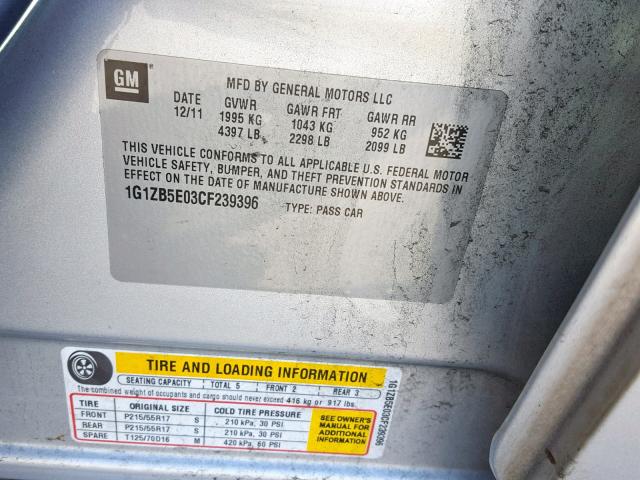 GM
MFD BY GENERAL MOTORS LLC
DATE GVWR GAWR FRT GAWR RR
12/11 1995 KG 1043 KG 952 KG
4397 LB 2298 LB 2099 LB
THIS VEHICLE CONFORMS TO ALL APPLICABLE U.S. FEDERAL MOTOR
VEHICLE SAFETY, BUMPER, AND THEFT PREVENTION STANDARDS IN
EFFECT ON THE DATE OF MANUFACTURE SHOWN ABOVE.
1G1ZB5E03CF239396 TYPE: PASS CAR
TIRE AND LOADING INFORMATION
SEATING CAPACITY TOTAL 5 FRONT 2 REAR 3
The combined weight of occupants and cargo should never exceed 416 kg or 917 lbs.
TIRE ORIGINAL SIZE COLD TIRE PRESSURE
FRONT P215/55R17 S 210 kPa, 30 PSI
REAR P215/55R17 S 210 kPa, 30 PSI
SPARE T125/70D16 M 420 kPa, 60 PSI
SEE OWNER'S
MANUAL FOR
ADDITIONAL
INFORMATION
1G1ZB5E03CF239396